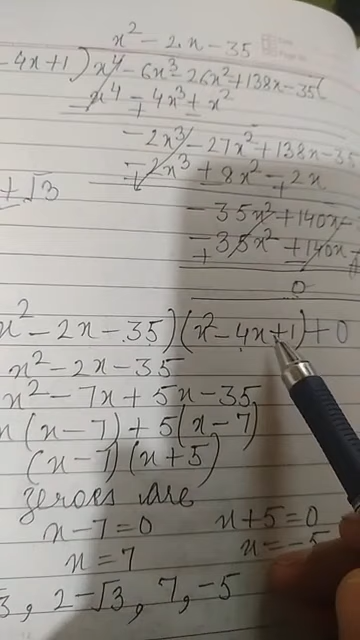 x² - 2x - 35
-4x+1 ) x⁴ - 6x³ - 26x² + 138x - 35 (
x⁴ - 4x³ + x²
- + -
- 2x³ - 27x² + 138x - 35
- 2x³ + 8x² - 2x
+ - +
+√3
- 35x² + 140x -
- 35x² + 140x
+ -
0
x² - 2x - 35) (x² - 4x + 1) + 0
x² - 2x - 35
x² - 7x + 5x - 35
x(x - 7) + 5(x - 7)
(x - 7) (x + 5)
zeroes are
x - 7 = 0 x + 5 = 0
x = 7 x = -5
3, 2-√3, 7, -5